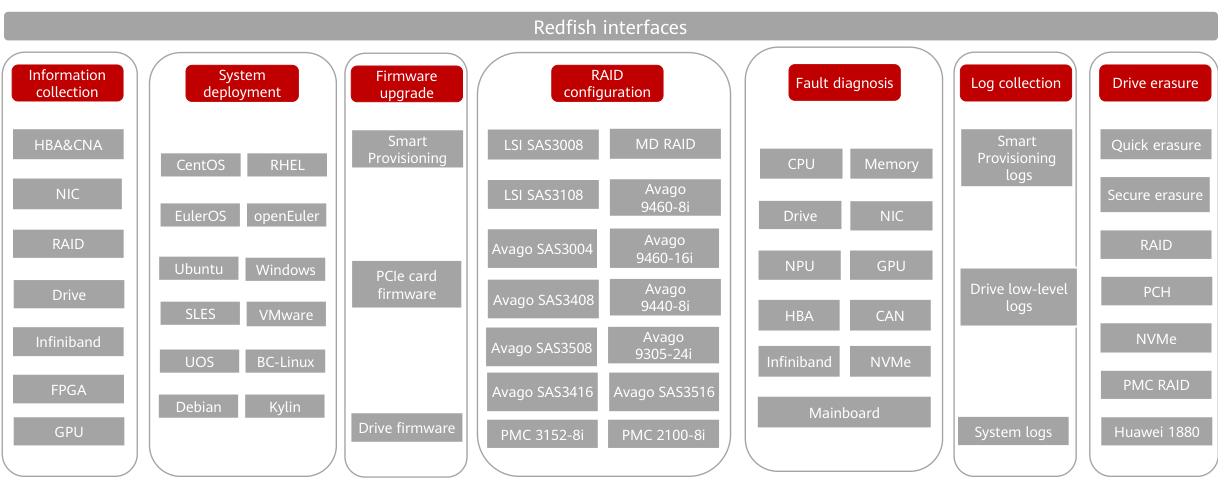 Redfish interfaces
Information
collection
HBA&CNA
NIC
RAID
Drive
Infiniband
FPGA
GPU
System
deployment
CentOS
RHEL
EulerOS
openEuler
Ubuntu
Windows
SLES
VMware
UOS
BC-Linux
Debian
Kylin
Firmware
upgrade
Smart
Provisioning
PCIe card
firmware
Drive firmware
RAID
configuration
LSI SAS3008
MD RAID
LSI SAS3108
Avago
9460-8i
Avago SAS3004
Avago
9460-16i
Avago SAS3408
Avago
9440-8i
Avago SAS3508
Avago
9305-24i
Avago SAS3416
Avago SAS3516
PMC 3152-8i
PMC 2100-8i
Fault diagnosis
CPU
Memory
Drive
NIC
NPU
GPU
HBA
CAN
Infiniband
NVMe
Mainboard
Log collection
Smart
Provisioning
logs
Drive low-level
logs
System logs
Drive erasure
Quick erasure
Secure erasure
RAID
PCH
NVMe
PMC RAID
Huawei 1880